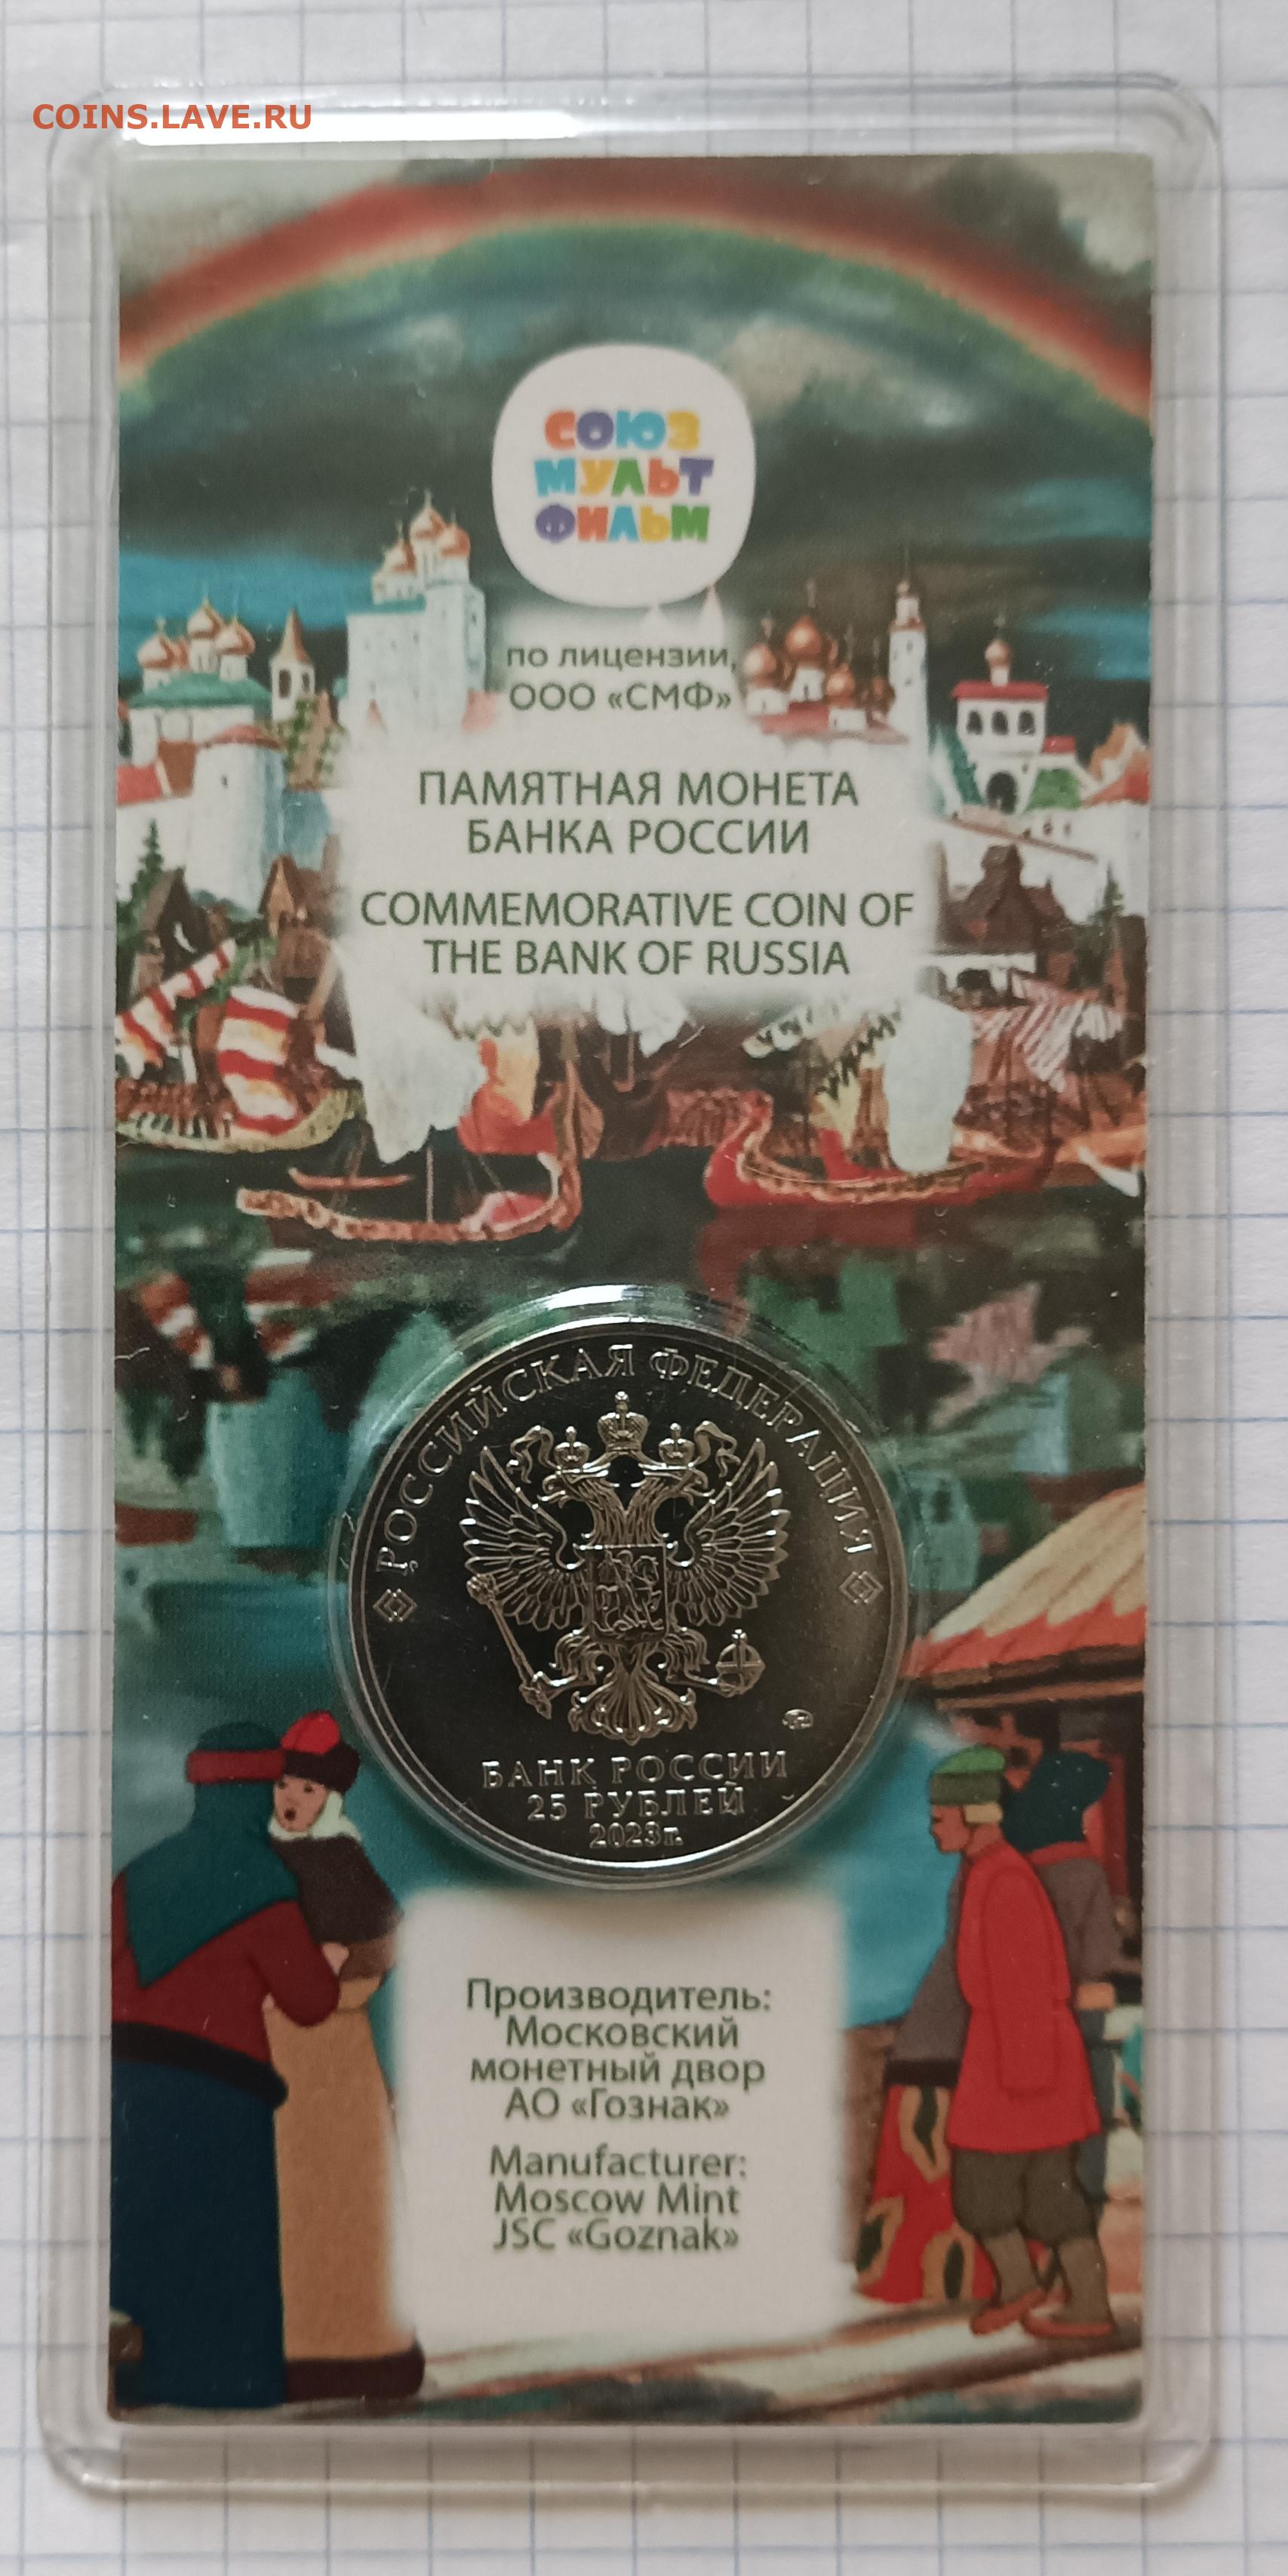 COINS.LAVE.RU
СОЮЗ
МУЛЬТ
ФИЛЬМ
по лицензии,
ООО «СМФ»
ПАМЯТНАЯ МОНЕТА
БАНКА РОССИИ
COMMEMORATIVE COIN OF
THE BANK OF RUSSIA
РОССИЙСКАЯ ФЕДЕРАЦИЯ
БАНК РОССИИ
25 РУБЛЕЙ
2023г.
Производитель:
Московский
монетный двор
АО «Гознак»
Manufacturer:
Moscow Mint
JSC «Goznak»